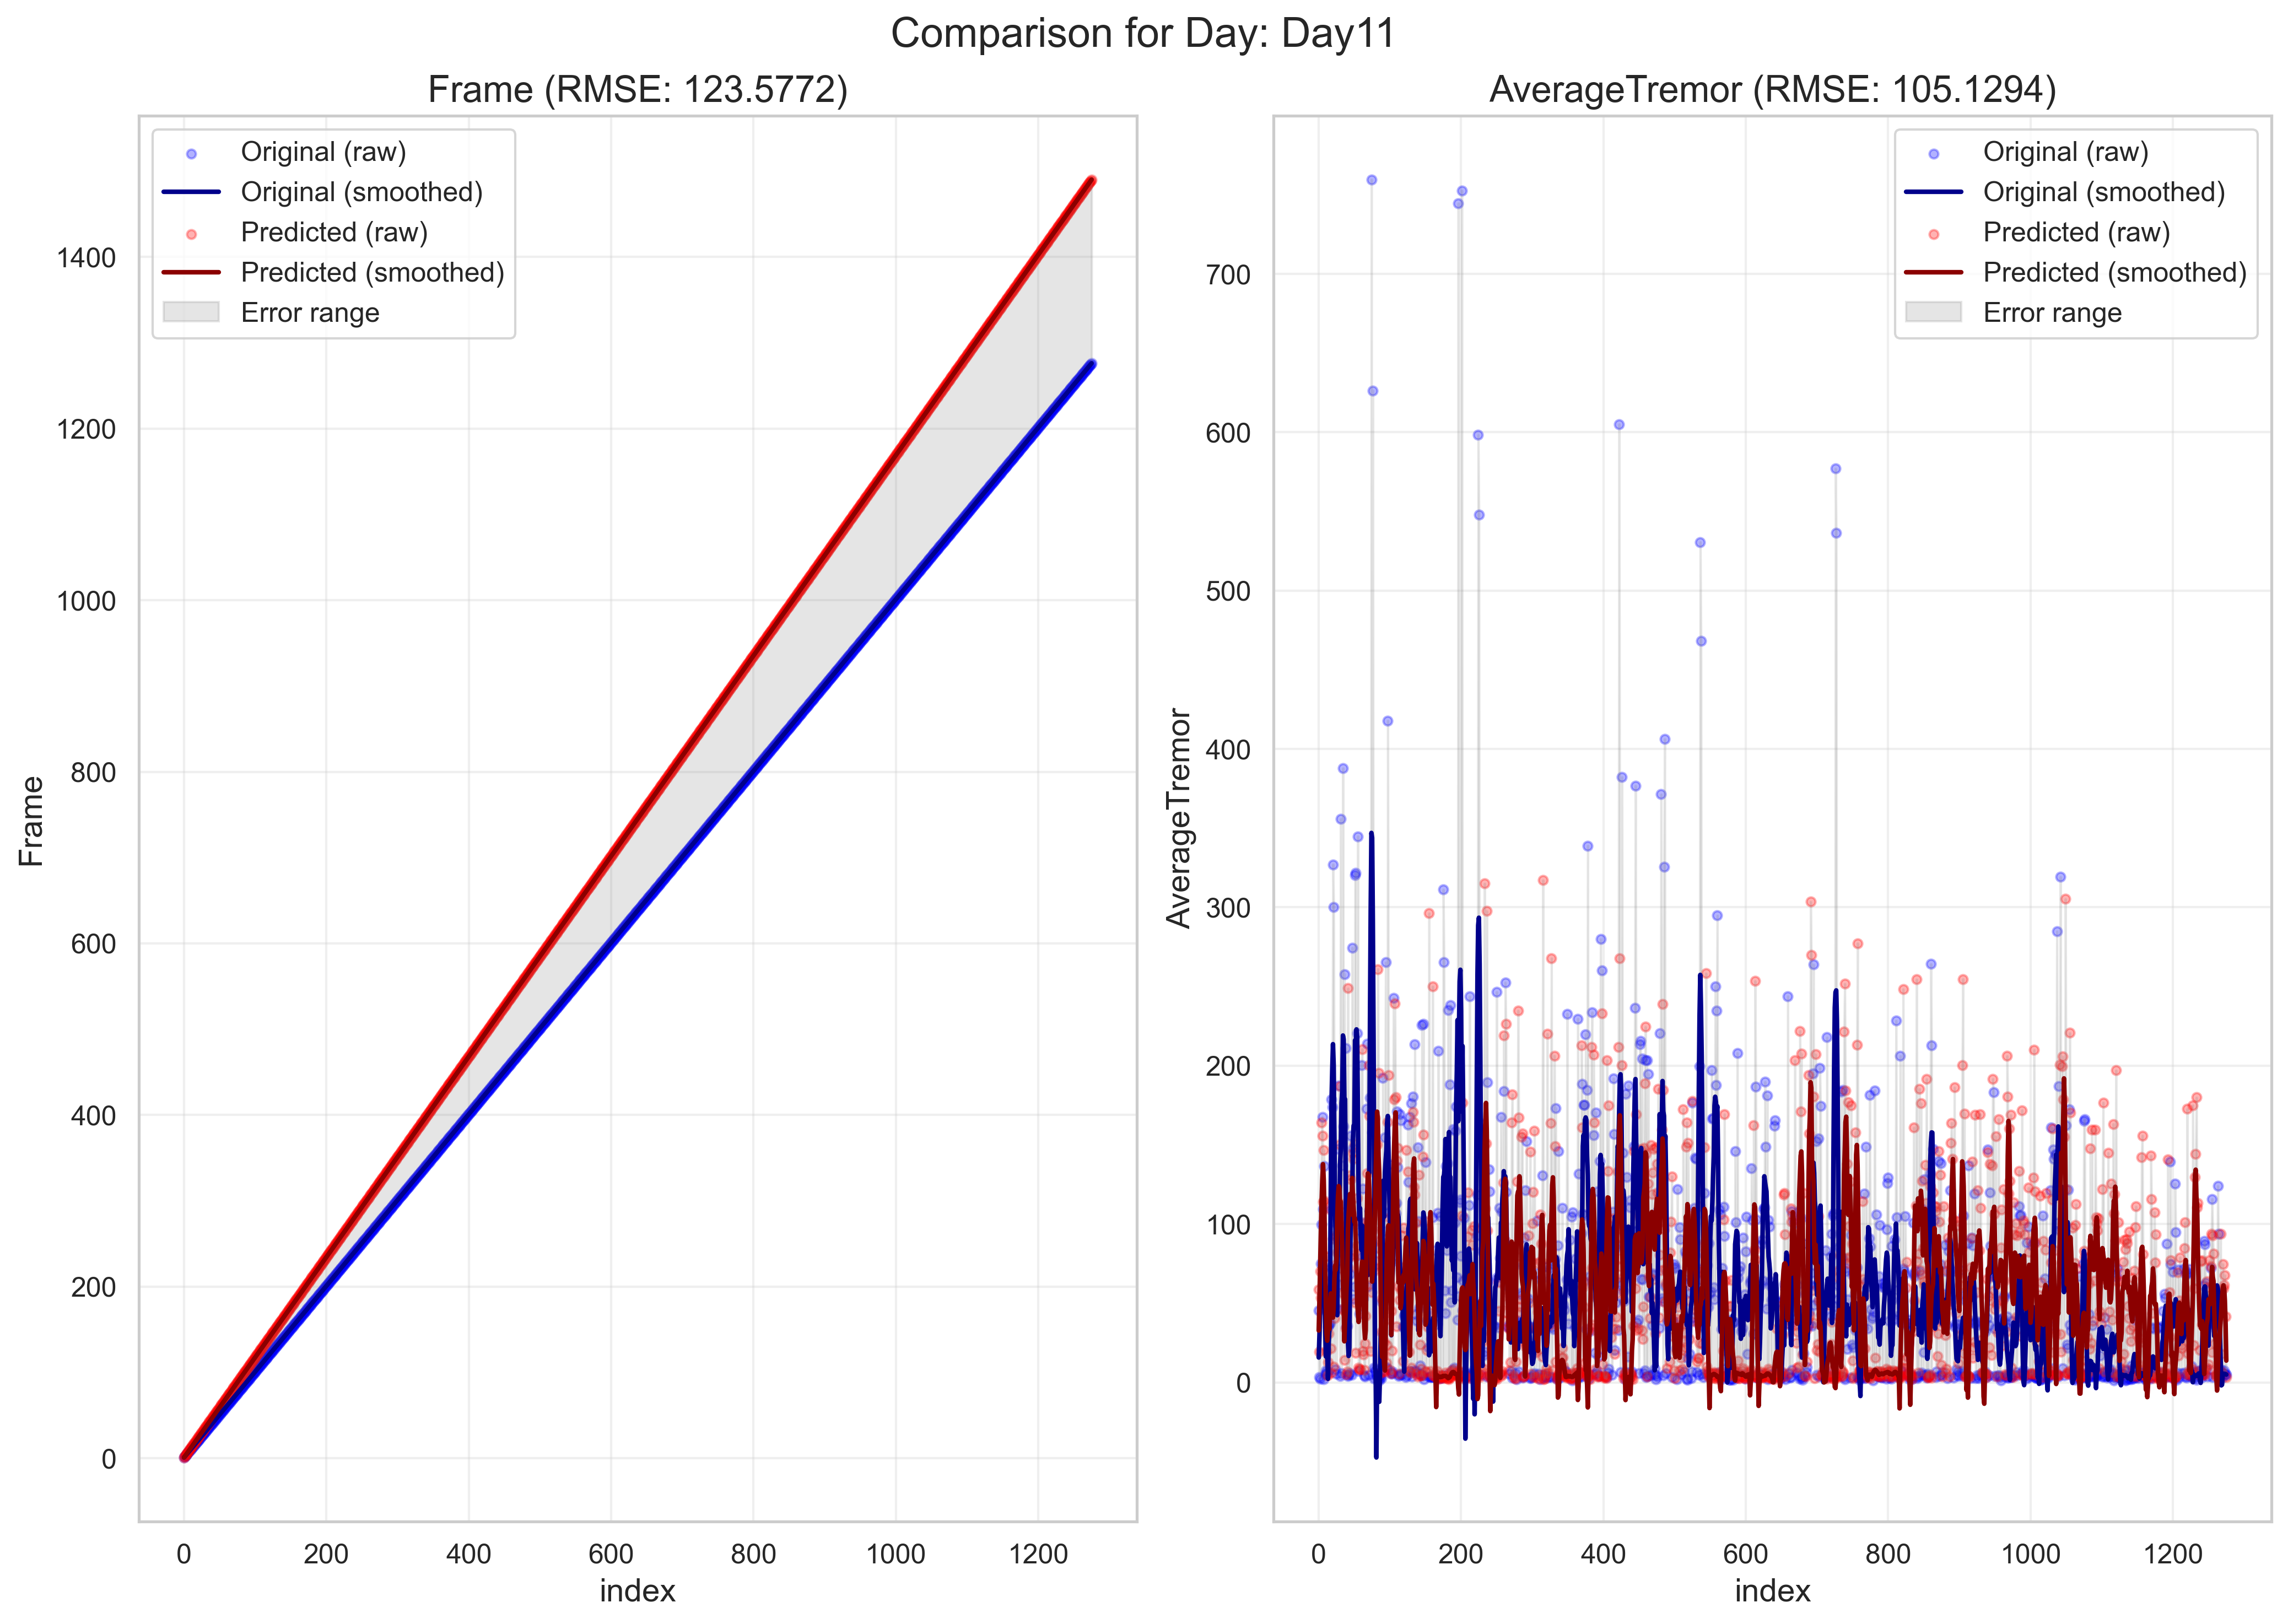 Comparison for Day: Day11
Frame (RMSE: 123.5772)
Original (raw)
Original (smoothed)
Predicted (raw)
Predicted (smoothed)
Error range
1400
1200
1000
800
600
400
200
0
Frame
0 200 400 600 800 1000 1200
index
AverageTremor (RMSE: 105.1294)
Original (raw)
Original (smoothed)
Predicted (raw)
Predicted (smoothed)
Error range
700
600
500
400
300
200
100
0
AverageTremor
0 200 400 600 800 1000 1200
index